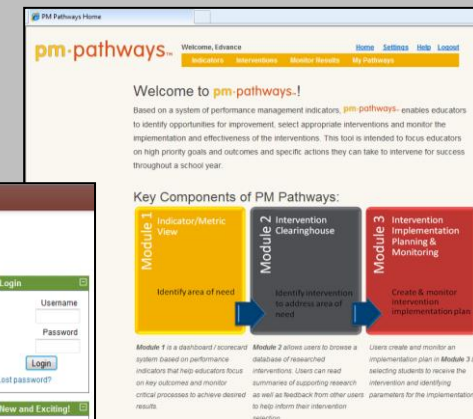 PM Pathways Home
pm·pathways™
Welcome, Edvance
Home Settings Help Logout
Indicators Interventions Monitor Results My Pathways
Welcome to pm·pathways™!
Based on a system of performance management indicators, pm·pathways™ enables educators
to identify opportunities for improvement, select appropriate interventions and monitor the
implementation and effectiveness of the interventions. This tool is intended to focus educators
on high priority goals and outcomes and specific actions they can take to intervene for success
throughout a school year.
Key Components of PM Pathways:
Module 1
Indicator/Metric
View
Identify area of need
Module 2
Intervention
Clearinghouse
Identify intervention
to address area of
need
Module 3
Intervention
Implementation
Planning &
Monitoring
Create & monitor
intervention
implementation plan
Module 1 is a dashboard / scorecard
system based on performance
indicators that help educators focus
on key outcomes and monitor
critical processes to achieve desired
results.
Module 2 allows users to browse a
database of researched
interventions. Users can read
summaries of supporting research
as well as feedback from other users
to help inform their intervention
selection.
Users create and monitor an
implementation plan in Module 3
selecting students to receive the
intervention and identifying
parameters for the implementation
Login
Username
Password
Login
Lost password?
New and Exciting!